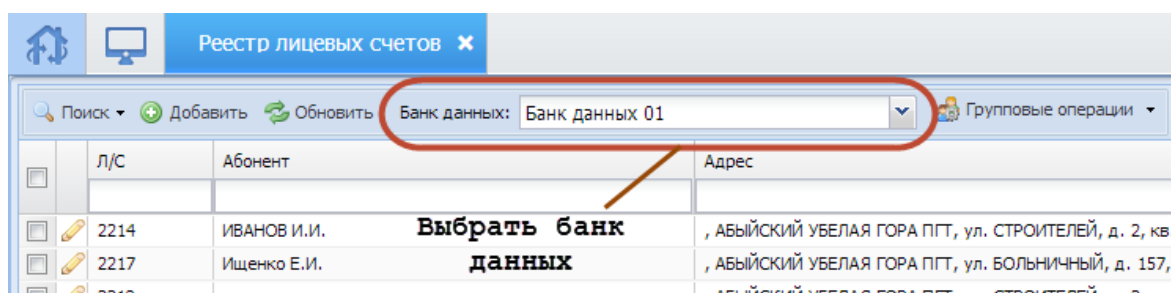 Реестр лицевых счетов
Поиск Добавить Обновить Банк данных: Банк данных 01 Групповые операции
Л/С Абонент Адрес
2214 ИВАНОВ И.И. , АБЫЙСКИЙ УБЕЛАЯ ГОРА ПГТ, ул. СТРОИТЕЛЕЙ, д. 2, кв
2217 Ищенко Е.И. , АБЫЙСКИЙ УБЕЛАЯ ГОРА ПГТ, ул. БОЛЬНИЧНЫЙ, д. 157,
Выбрать банк
данных